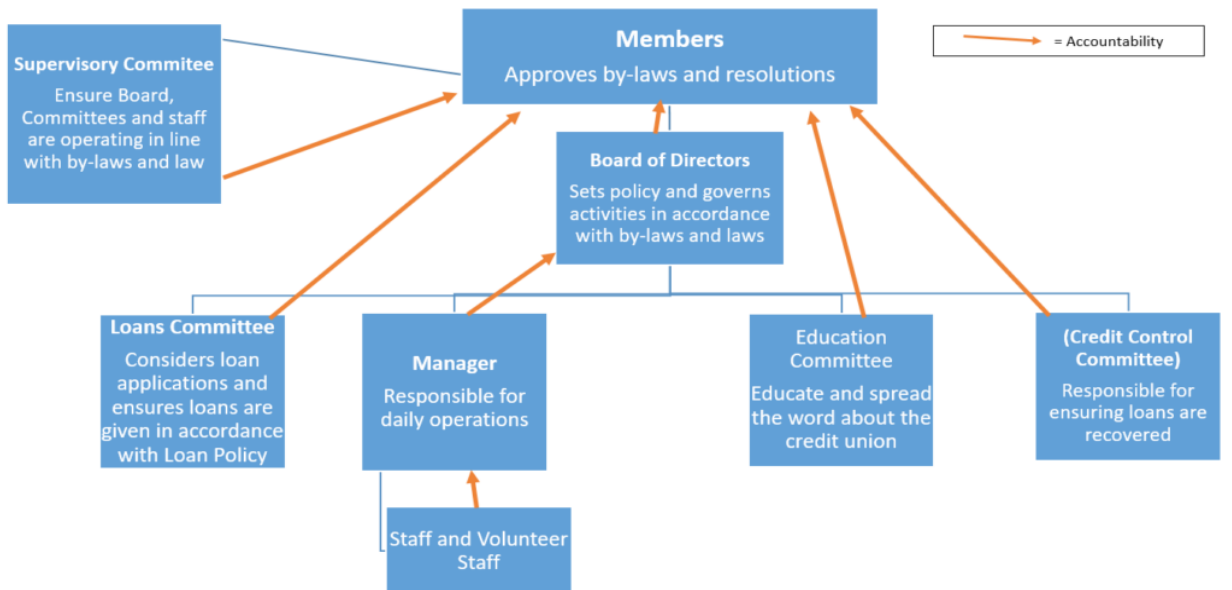 Members
Approves by-laws and resolutions
= Accountability
Supervisory Commitee
Ensure Board,
Committees and staff
are operating in line
with by-laws and law
Board of Directors
Sets policy and governs
activities in accordance
with by-laws and laws
Loans Committee
Considers loan
applications and
ensures loans are
given in accordance
with Loan Policy
Manager
Responsible for
daily operations
Education
Committee
Educate and spread
the word about the
credit union
(Credit Control
Committee)
Responsible for
ensuring loans are
recovered
Staff and Volunteer
Staff